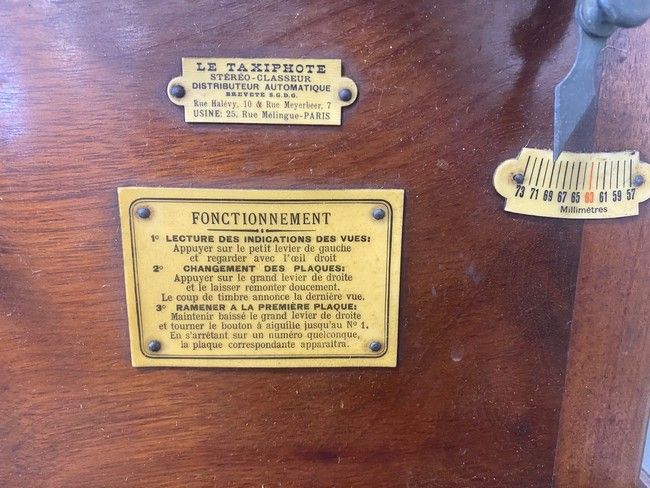 LE TAXIPHOTE
STÉRÉO-CLASSEUR
DISTRIBUTEUR AUTOMATIQUE
BREVETÉ S.G.D.G.
Rue Halévy, 10 & Rue Meyerbeer, 7
USINE: 25, Rue Mélingue-PARIS
73 71 69 67 65 63 61 59 57
Millimètres
FONCTIONNEMENT
1º LECTURE DES INDICATIONS DES VUES:
Appuyer sur le petit levier de gauche
et regarder avec l'œil droit
2º CHANGEMENT DES PLAQUES:
Appuyer sur le grand levier de droite
et le laisser remonter doucement.
Le coup de timbre annonce la dernière vue.
3º RAMENER A LA PREMIÈRE PLAQUE:
Maintenir baissé le grand levier de droite
et tourner le bouton à aiguille jusqu'au Nº 1.
En s'arrêtant sur un numéro quelconque,
la plaque correspondante apparaîtra.